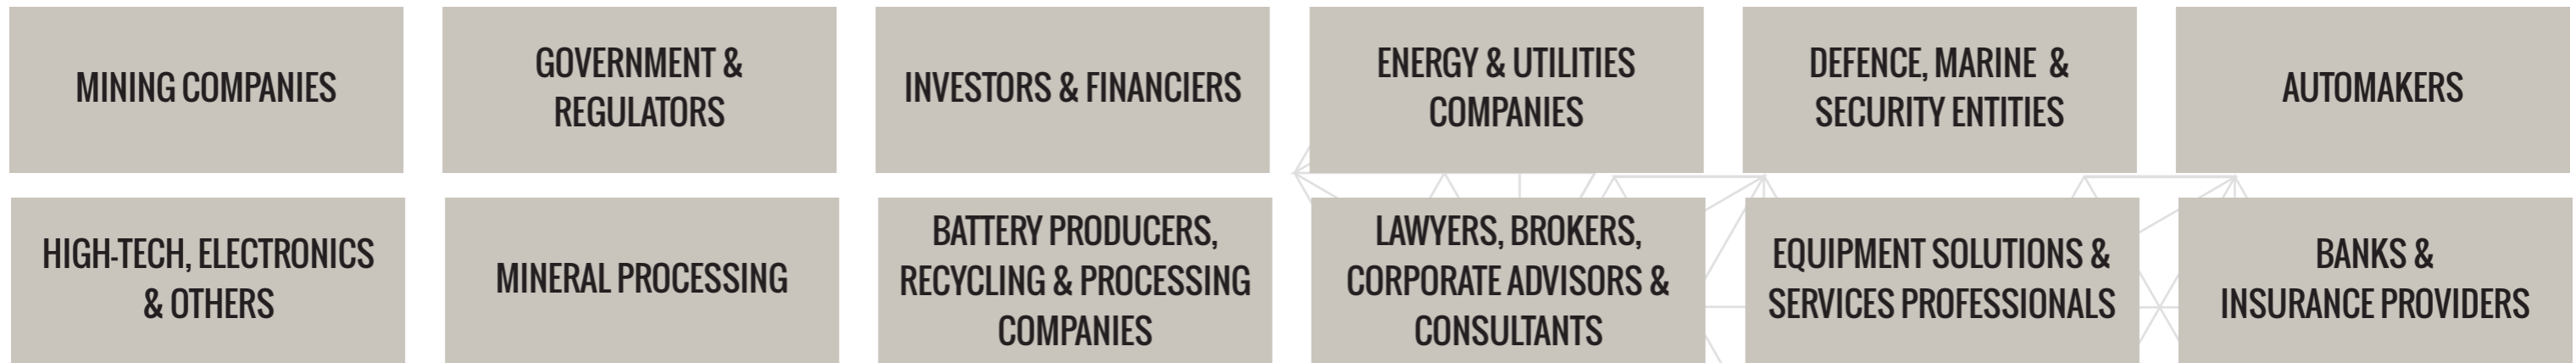 MINING COMPANIES
GOVERNMENT &
REGULATORS
INVESTORS & FINANCIERS
ENERGY & UTILITIES
COMPANIES
DEFENCE, MARINE &
SECURITY ENTITIES
AUTOMAKERS
HIGH-TECH, ELECTRONICS
& OTHERS
MINERAL PROCESSING
BATTERY PRODUCERS,
RECYCLING & PROCESSING
COMPANIES
LAWYERS, BROKERS,
CORPORATE ADVISORS &
CONSULTANTS
EQUIPMENT SOLUTIONS &
SERVICES PROFESSIONALS
BANKS &
INSURANCE PROVIDERS